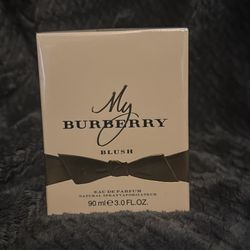 My
BURBERRY
BLUSH
EAU DE PARFUM
NATURAL SPRAY VAPORISATEUR
90 ml e 3.0 FL.OZ.